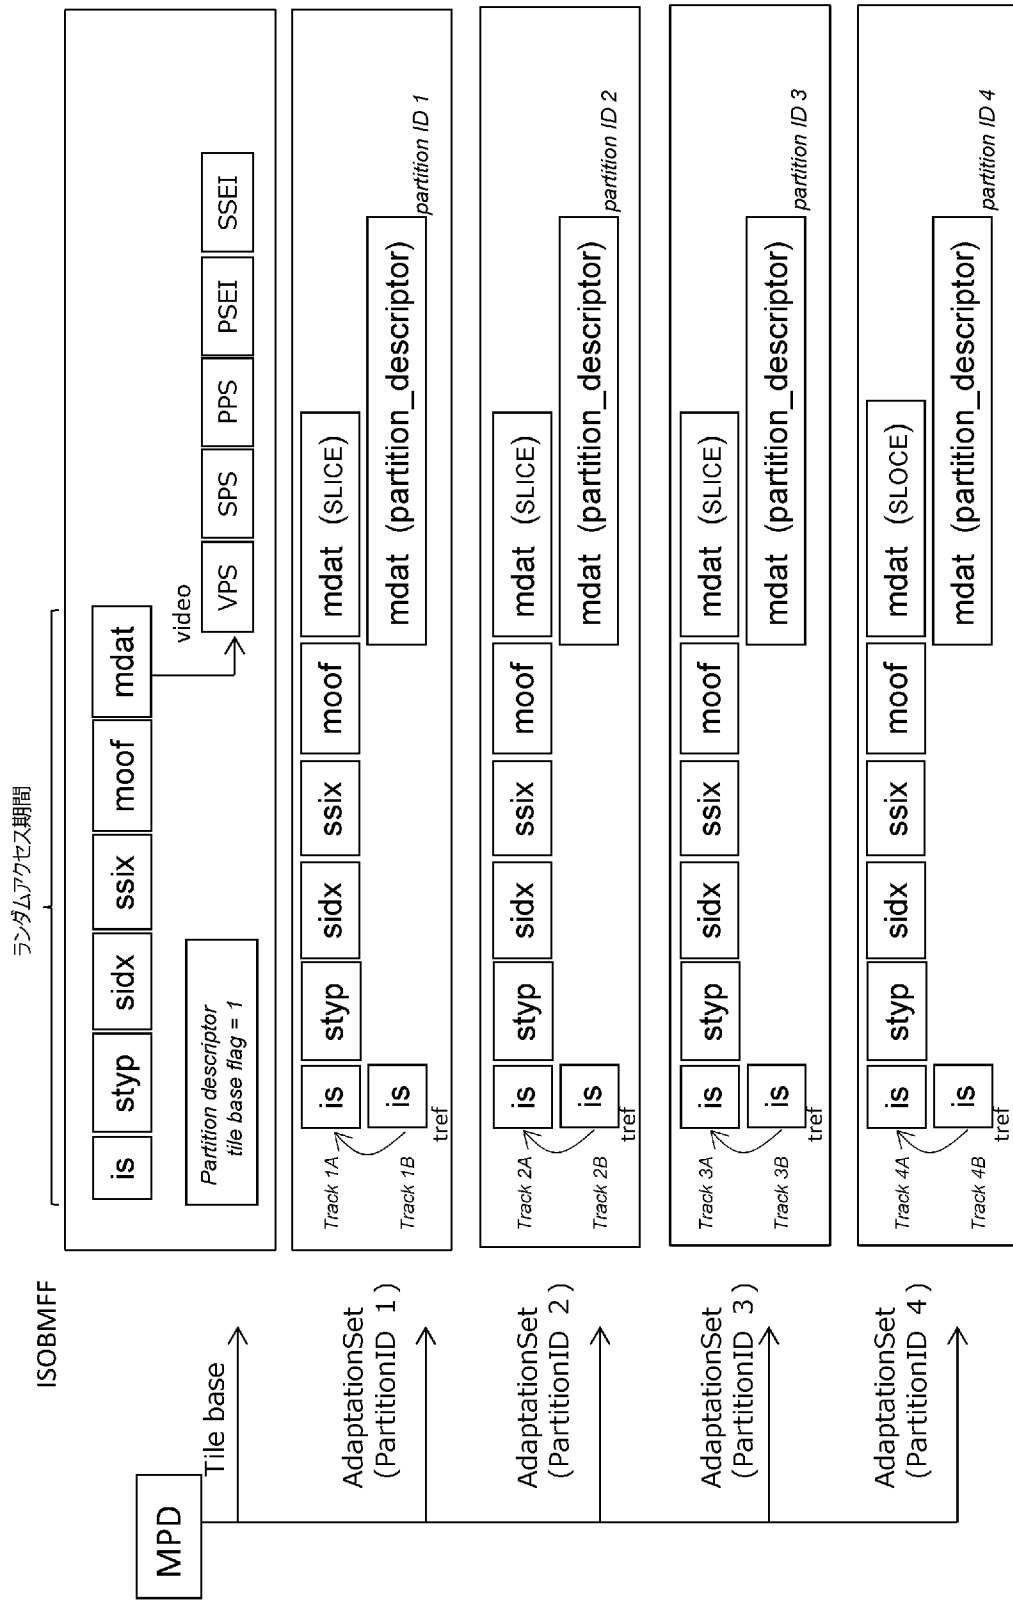 ISOBMFF
ランダムアクセス期間
MPD
Tile base
is
styp
sidx
ssix
moof
mdat
Partition descriptor
tile base flag = 1
video
VPS
SPS
PPS
PSEI
SSEI
AdaptationSet
(PartitionID 1)
Track 1A
is
styp
sidx
ssix
moof
mdat (SLICE)
Track 1B
is
tref
mdat (partition_descriptor)
partition ID 1
AdaptationSet
(PartitionID 2)
Track 2A
is
styp
sidx
ssix
moof
mdat (SLICE)
Track 2B
is
tref
mdat (partition_descriptor)
partition ID 2
AdaptationSet
(PartitionID 3)
Track 3A
is
styp
sidx
ssix
moof
mdat (SLICE)
Track 3B
is
tref
mdat (partition_descriptor)
partition ID 3
AdaptationSet
(PartitionID 4)
Track 4A
is
styp
sidx
ssix
moof
mdat (SLOCE)
Track 4B
is
tref
mdat (partition_descriptor)
partition ID 4